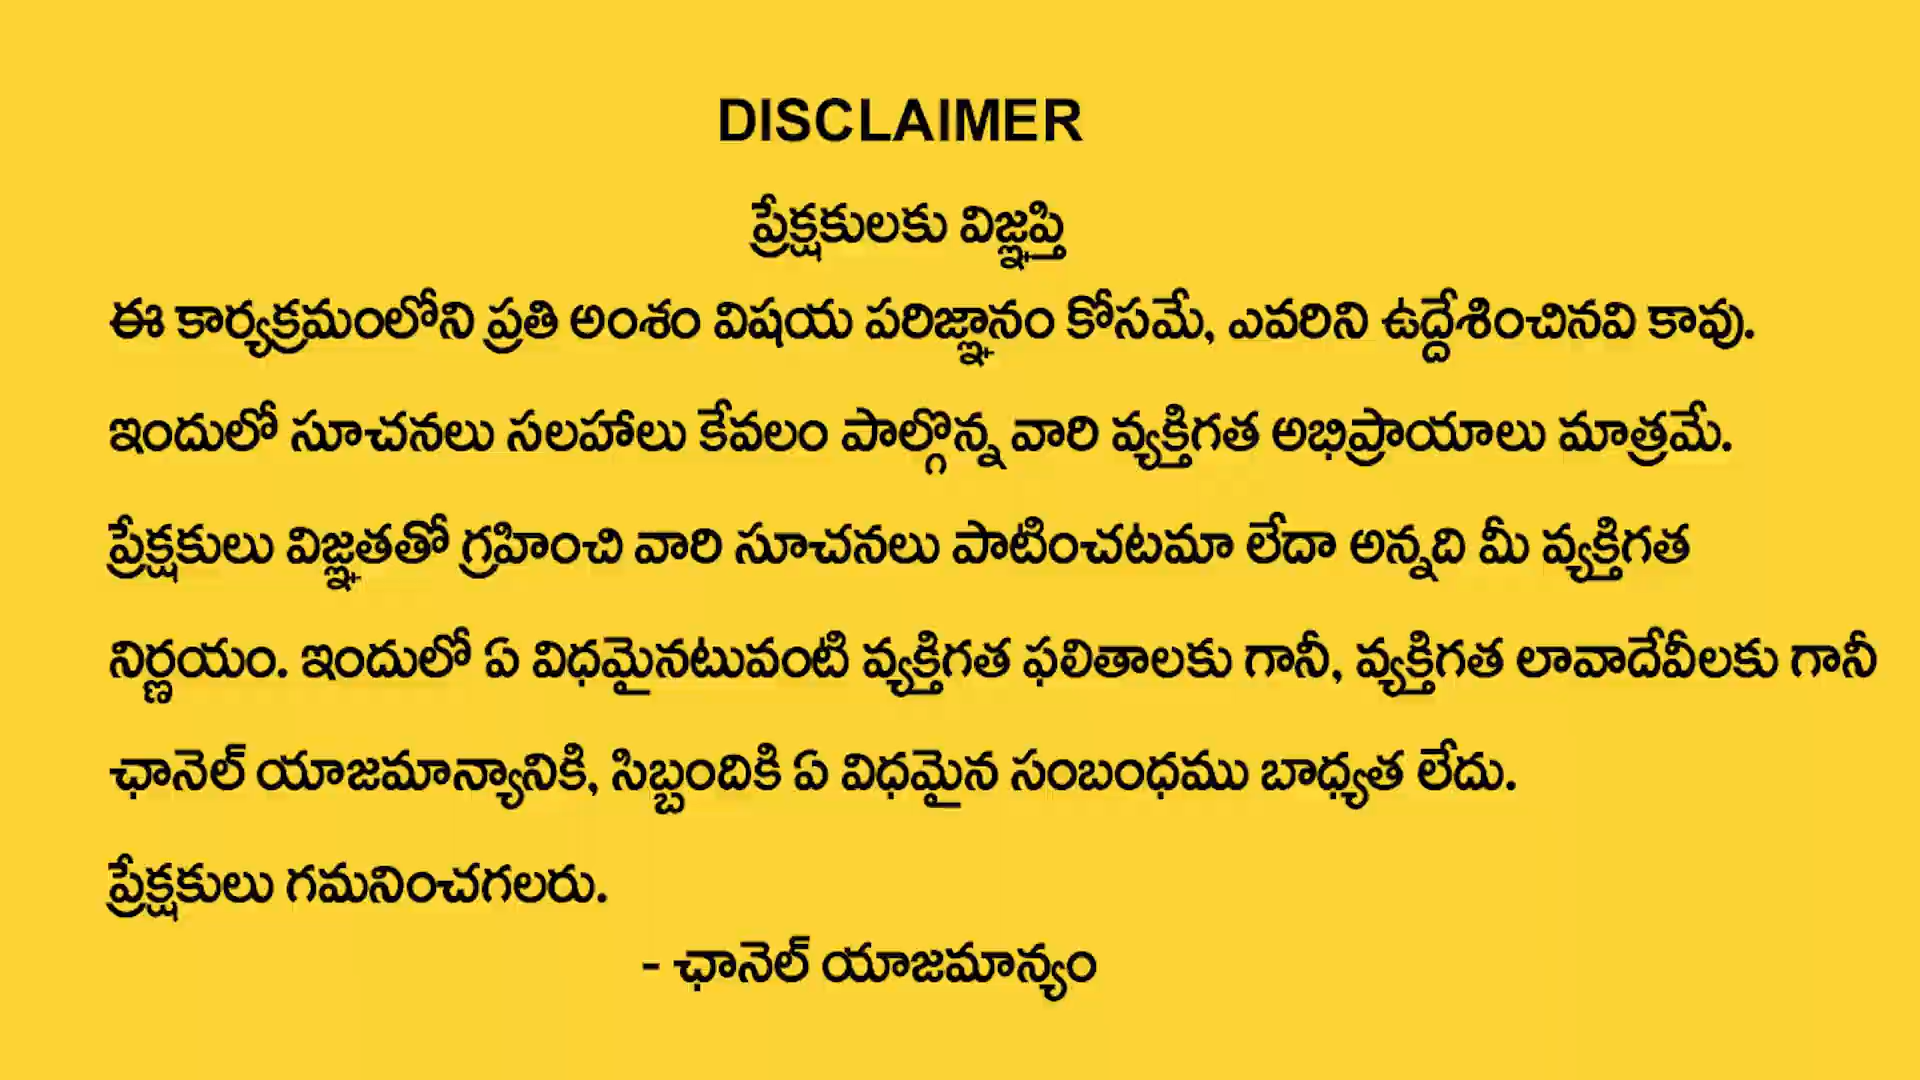 DISCLAIMER
ప్రేక్షకులకు విజ్ఞప్తి
ఈ కార్యక్రమంలోని ప్రతి అంశం విషయ పరిజ్ఞానం కోసమే, ఎవరిని ఉద్దేశించినవి కావు.
ఇందులో సూచనలు సలహాలు కేవలం పాల్గొన్న వారి వ్యక్తిగత అభిప్రాయాలు మాత్రమే.
ప్రేక్షకులు విజ్ఞతతో గ్రహించి వారి సూచనలు పాటించటమా లేదా అన్నది మీ వ్యక్తిగత
నిర్ణయం. ఇందులో ఏ విధమైనటువంటి వ్యక్తిగత ఫలితాలకు గానీ, వ్యక్తిగత లావాదేవీలకు గానీ
ఛానెల్ యాజమాన్యానికి, సిబ్బందికి ఏ విధమైన సంబంధము బాధ్యత లేదు.
ప్రేక్షకులు గమనించగలరు.
- ఛానెల్ యాజమాన్యం